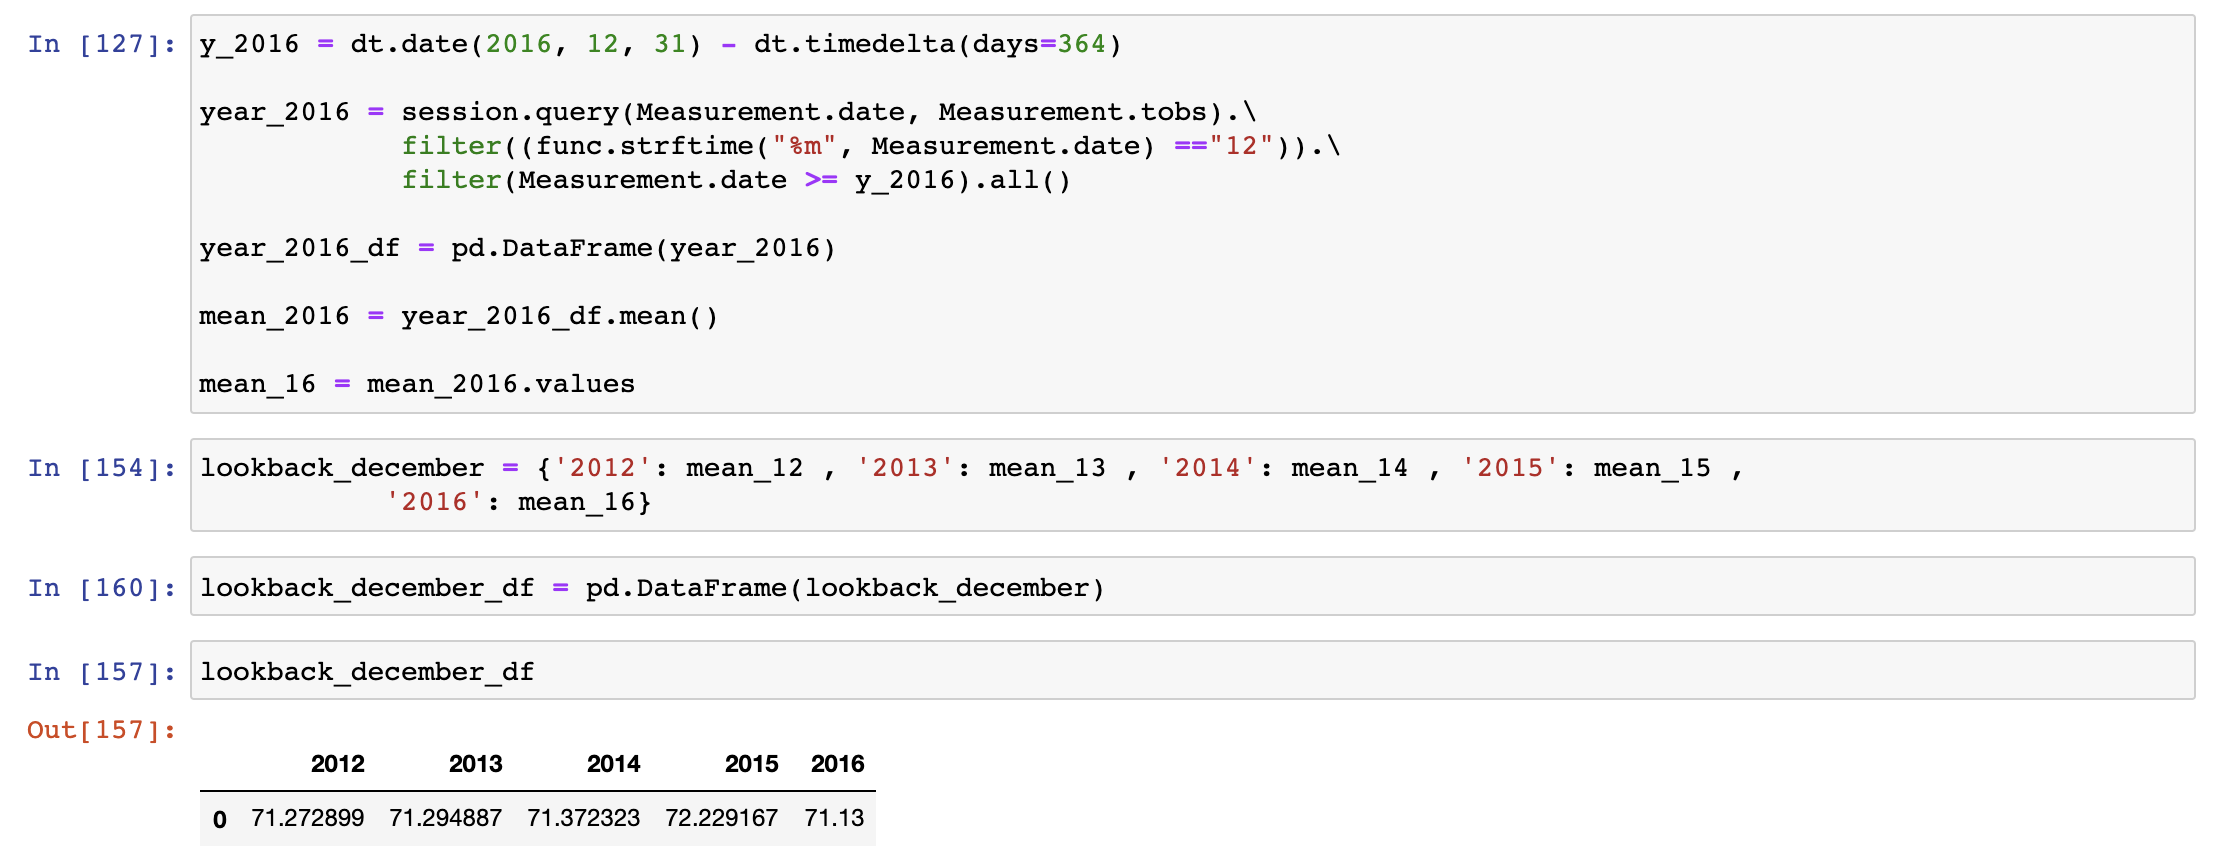 In [127]: y_2016 = dt.date(2016, 12, 31) - dt.timedelta(days=364)
year_2016 = session.query(Measurement.date, Measurement.tobs).\
filter((func.strftime("%m", Measurement.date) =="12")).\
filter(Measurement.date >= y_2016).all()
year_2016_df = pd.DataFrame(year_2016)
mean_2016 = year_2016_df.mean()
mean_16 = mean_2016.values
In [154]: lookback_december = {'2012': mean_12 , '2013': mean_13 , '2014': mean_14 , '2015': mean_15 ,
'2016': mean_16}
In [160]: lookback_december_df = pd.DataFrame(lookback_december)
In [157]: lookback_december_df
Out[157]:
2012 2013 2014 2015 2016
0 71.272899 71.294887 71.372323 72.229167 71.13